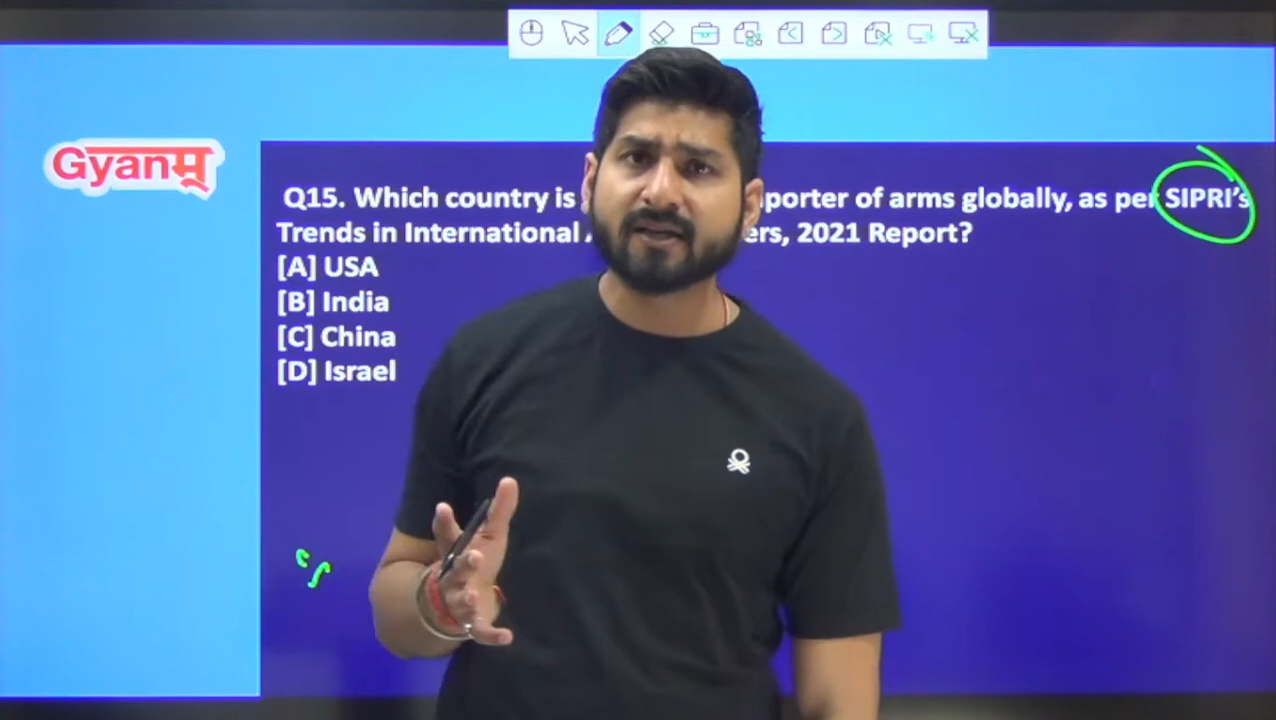 Gyanम्
Q15. Which country is porter of arms globally, as per SIPRI's
Trends in International ers, 2021 Report?
[A] USA
[B] India
[C] China
[D] Israel